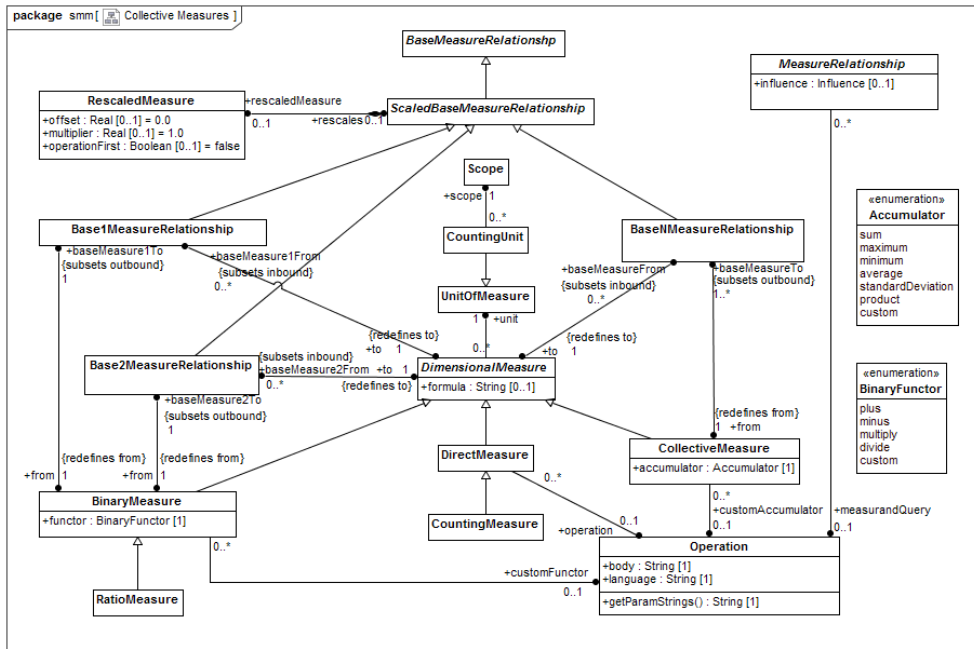 package smm[ Collective Measures ]
BaseMeasureRelationshp
MeasureRelationship
+influence : Influence [0..1]
0..*
RescaledMeasure
+offset : Real [0..1] = 0.0
+multiplier : Real [0..1] = 1.0
+operationFirst : Boolean [0..1] = false
+rescaledMeasure
0..1
+rescales
0..1
ScaledBaseMeasureRelationship
Scope
+scope
1
0..*
CountingUnit
«enumeration»
Accumulator
sum
maximum
minimum
average
standardDeviation
product
custom
Base1MeasureRelationship
+baseMeasure1To
{subsets outbound}
1
+baseMeasure1From
{subsets inbound}
0..*
BaseNMeasureRelationship
+baseMeasureFrom
{subsets inbound}
0..*
+baseMeasureTo
{subsets outbound}
1..*
UnitOfMeasure
1
+unit
0..*
{redefines to}
+to 1
{redefines to}
+to 1
Base2MeasureRelationship
{subsets inbound}
+baseMeasure2From
0..*
+to 1
{redefines to}
DimensionalMeasure
+formula : String [0..1]
+baseMeasure2To
{subsets outbound}
1
«enumeration»
BinaryFunctor
plus
minus
multiply
divide
custom
{redefines from}
1
+from
{redefines from}
+from 1
{redefines from}
+from 1
DirectMeasure
0..*
CollectiveMeasure
+accumulator : Accumulator [1]
0..*
+customAccumulator
0..1
+measurandQuery
0..1
BinaryMeasure
+functor : BinaryFunctor [1]
0..*
CountingMeasure
0..1
+operation
Operation
+body : String [1]
+language : String [1]
+getParamStrings() : String [1]
+customFunctor
0..1
RatioMeasure